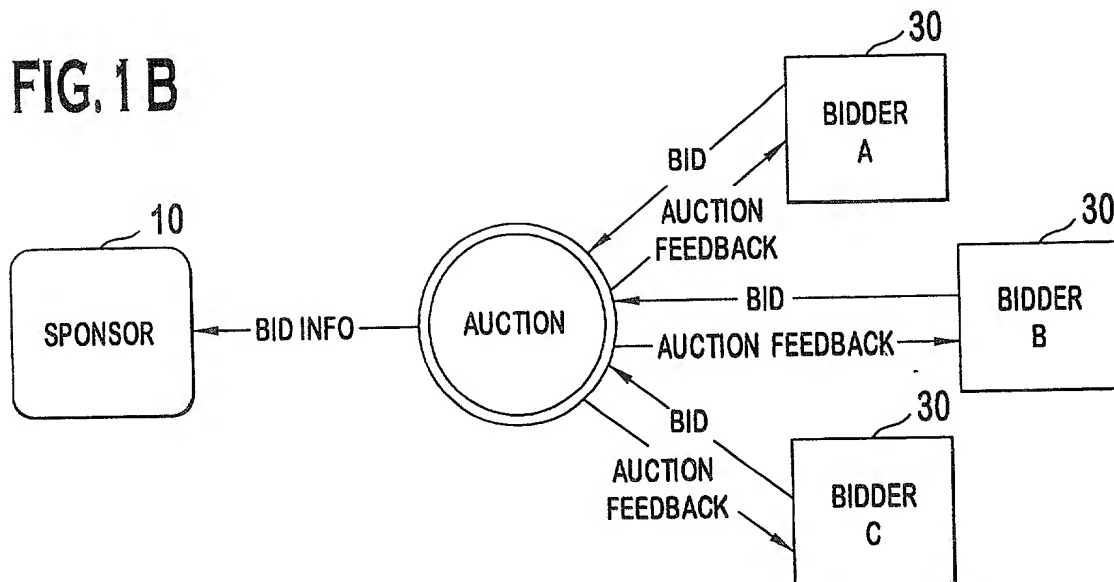 FIG. 1 B
30
BIDDER
A
BID
AUCTION
FEEDBACK
10
SPONSOR
BID INFO
AUCTION
30
BIDDER
B
BID
AUCTION FEEDBACK
30
BIDDER
C
BID
AUCTION
FEEDBACK